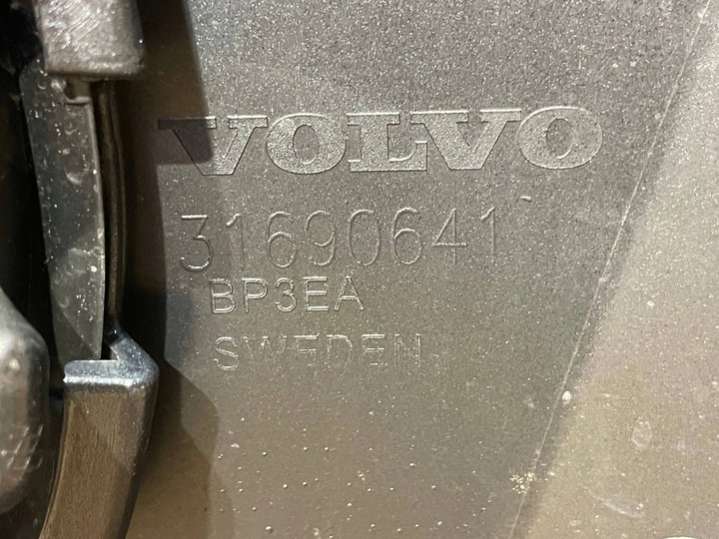 VOLVO
31690641
BP3EA
SWEDEN